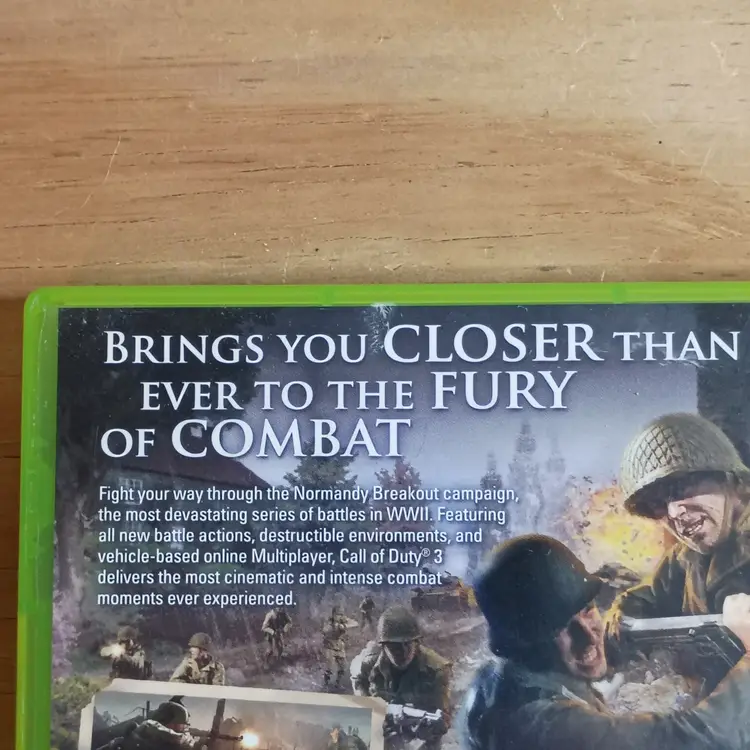 BRINGS YOU CLOSER THAN
EVER TO THE FURY
OF COMBAT
Fight your way through the Normandy Breakout campaign,
the most devastating series of battles in WWII. Featuring
all new battle actions, destructible environments, and
vehicle-based online Multiplayer, Call of Duty® 3
delivers the most cinematic and intense combat
moments ever experienced.